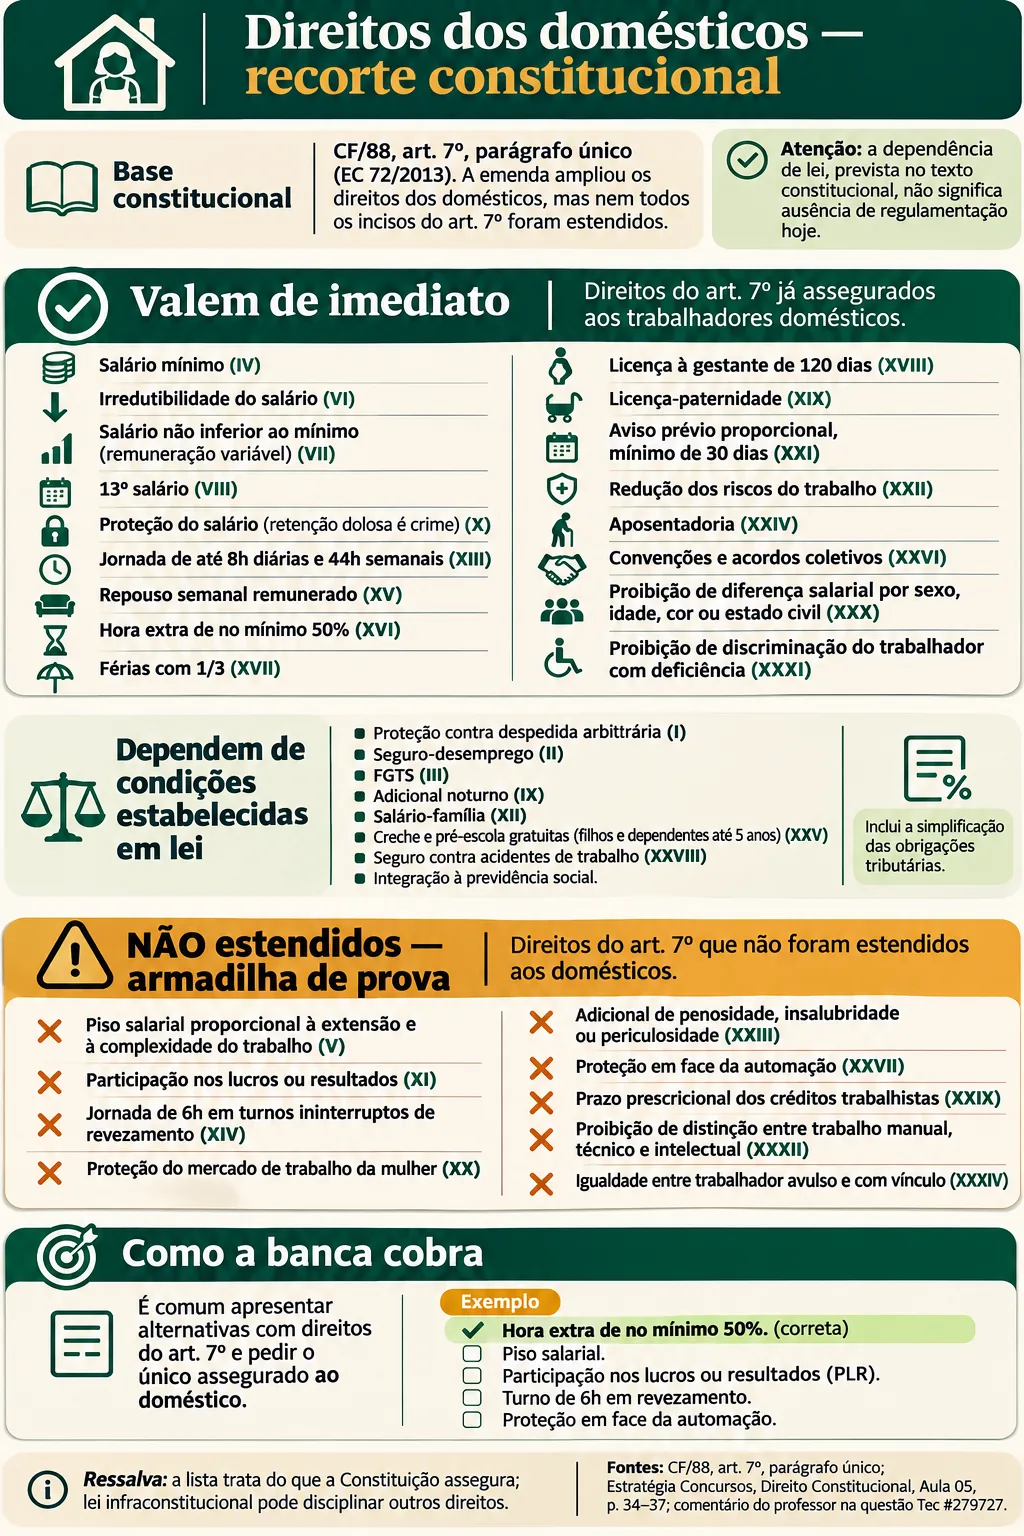 Direitos dos domésticos —
recorte constitucional
Base
constitucional
CF/88, art. 7º, parágrafo único
(EC 72/2013). A emenda ampliou os
direitos dos domésticos, mas nem todos
os incisos do art. 7º foram estendidos.
Atenção: a dependência
de lei, prevista no texto
constitucional, não significa
ausência de regulamentação
hoje.
Valem de imediato
Direitos do art. 7º já assegurados
aos trabalhadores domésticos.
Salário mínimo (IV)
Irredutibilidade do salário (VI)
Salário não inferior ao mínimo
(remuneração variável) (VII)
13º salário (VIII)
Proteção do salário (retenção dolosa é crime) (X)
Jornada de até 8h diárias e 44h semanais (XIII)
Repouso semanal remunerado (XV)
Hora extra de no mínimo 50% (XVI)
Férias com 1/3 (XVII)
Licença à gestante de 120 dias (XVIII)
Licença-paternidade (XIX)
Aviso prévio proporcional,
mínimo de 30 dias (XXI)
Redução dos riscos do trabalho (XXII)
Aposentadoria (XXIV)
Convenções e acordos coletivos (XXVI)
Proibição de diferença salarial por sexo,
idade, cor ou estado civil (XXX)
Proibição de discriminação do trabalhador
com deficiência (XXXI)
Dependem de
condições
estabelecidas
em lei
Proteção contra despedida arbittrária (I)
Seguro-desemprego (II)
FGTS (III)
Adicional noturno (IX)
Salário-família (XII)
Creche e pré-escola gratuitas (filhos e dependentes até 5 anos) (XXV)
Seguro contra acidentes de trabalho (XXVIII)
Integração à previdência social.
%
Inclui a simplificação
das obrigações
tributárias.
NÃO estendidos —
armadilha de prova
Direitos do art. 7º que não foram estendidos
aos domésticos.
Piso salarial proporcional à extensão e
à complexidade do trabalho (V)
Participação nos lucros ou resultados (XI)
Jornada de 6h em turnos ininterruptos de
revezamento (XIV)
Proteção do mercado de trabalho da mulher (XX)
Adicional de penosidade, insalubridade
ou periculosidade (XXIII)
Proteção em face da automação (XXVII)
Prazo prescricional dos créditos trabalhistas (XXIX)
Proibição de distinção entre trabalho manual,
técnico e intelectual (XXXII)
Igualdade entre trabalhador avulso e com vínculo (XXXIV)
Como a banca cobra
É comum apresentar
alternativas com direitos
do art. 7º e pedir o
único assegurado ao
doméstico.
Exemplo
Hora extra de no mínimo 50%. (correta)
Piso salarial.
Participação nos lucros ou resultados (PLR).
Turno de 6h em revezamento.
Proteção em face da automação.
Ressalva: a lista trata do que a Constituição assegura;
lei infraconstitucional pode disciplinar outros direitos.
Fontes: CF/88, art. 7º, parágrafo único;
Estratégia Concursos, Direito Constitucional, Aula 05,
p. 34–37; comentário do professor na questão Tec #279727.